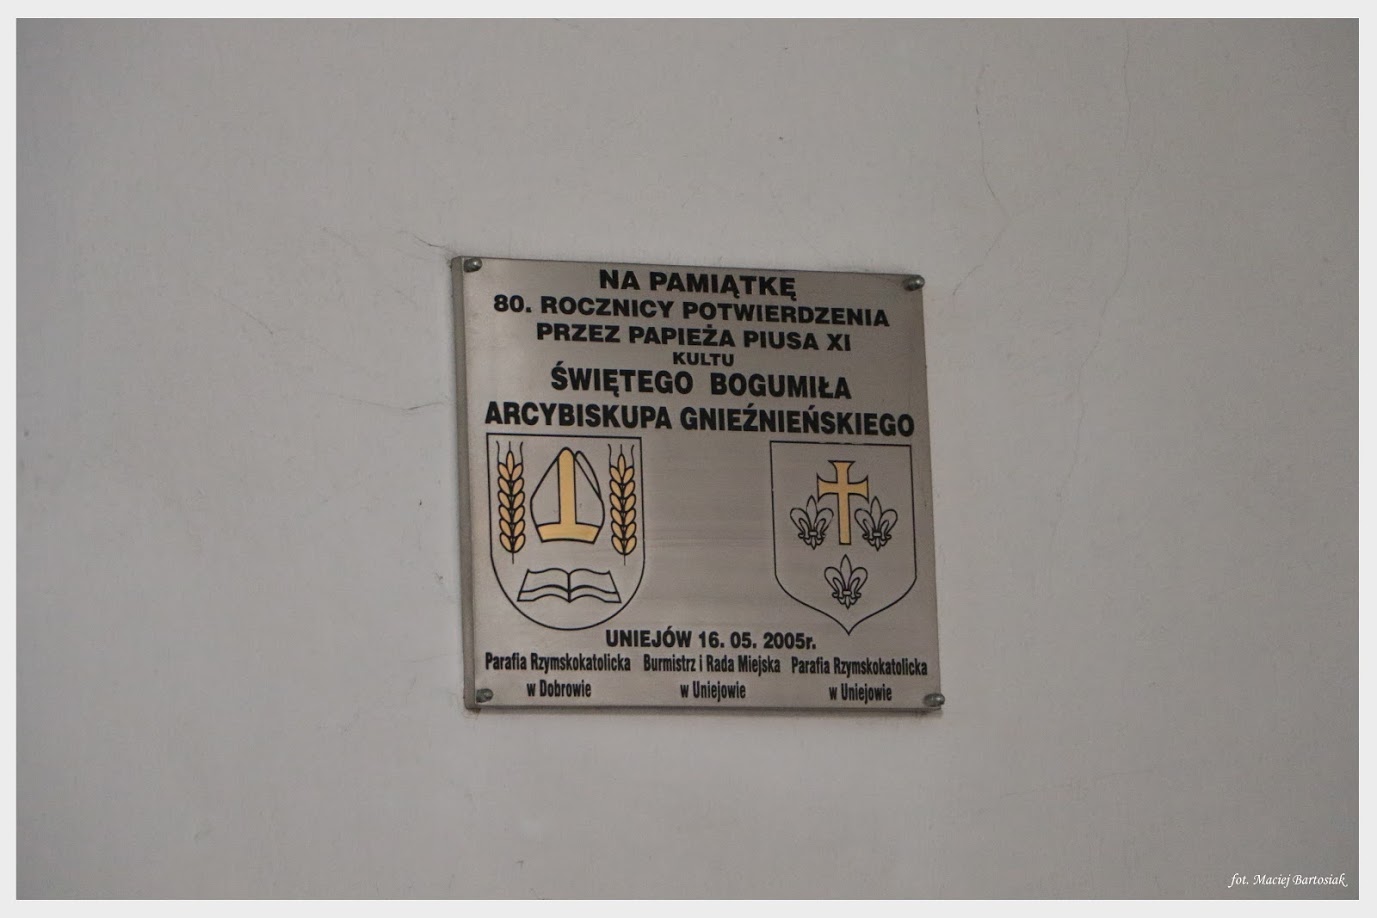 NA PAMIĄTKĘ
80. ROCZNICY POTWIERDZENIA
PRZEZ PAPIEŻA PIUSA XI
KULTU
ŚWIĘTEGO BOGUMIŁA
ARCYBISKUPA GNIEŹNIEŃSKIEGO
UNIEJÓW 16. 05. 2005r.
Parafia Rzymskokatolicka Burmistrz i Rada Miejska Parafia Rzymskokatolicka
w Dobrowie w Uniejowie w Uniejowie
fot. Maciej Bartosiak